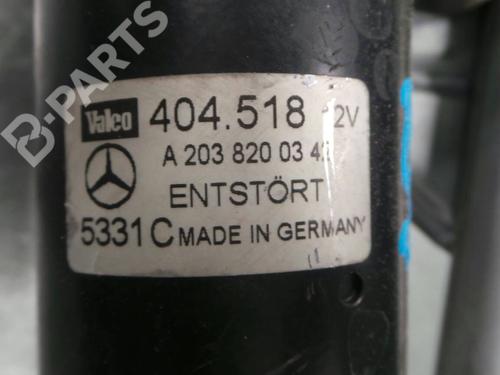 B-PARTS
Valeo 404.518 12V
A 203 820 03 42
ENTSTÖRT
5331 C MADE IN GERMANY